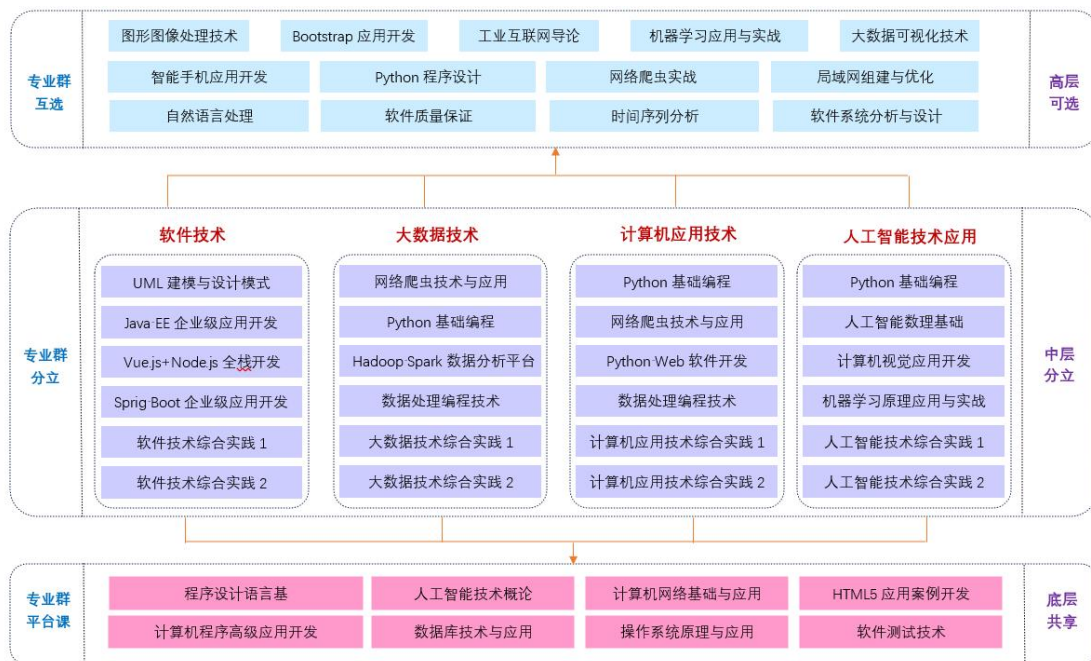 图形图像处理技术
Bootstrap 应用开发
工业互联网导论
机器学习应用与实战
大数据可视化技术
专业群
互选
智能手机应用开发
Python 程序设计
网络爬虫实战
局域网组建与优化
高层
可选
自然语言处理
软件质量保证
时间序列分析
软件系统分析与设计
专业群
分立
软件技术
UML 建模与设计模式
Java·EE 企业级应用开发
Vue.js+Node.js 全栈开发
Sprig·Boot 企业级应用开发
软件技术综合实践 1
软件技术综合实践 2
大数据技术
网络爬虫技术与应用
Python 基础编程
Hadoop·Spark 数据分析平台
数据处理编程技术
大数据技术综合实践 1
大数据技术综合实践 2
计算机应用技术
Python 基础编程
网络爬虫技术与应用
Python·Web 软件开发
数据处理编程技术
计算机应用技术综合实践 1
计算机应用技术综合实践 2
人工智能技术应用
Python 基础编程
人工智能数理基础
计算机视觉应用开发
机器学习原理应用与实战
人工智能技术综合实践 1
人工智能技术综合实践 2
中层
分立
专业群
平台课
程序设计语言基
人工智能技术概论
计算机网络基础与应用
HTML5 应用案例开发
计算机程序高级应用开发
数据库技术与应用
操作系统原理与应用
软件测试技术
底层
共享